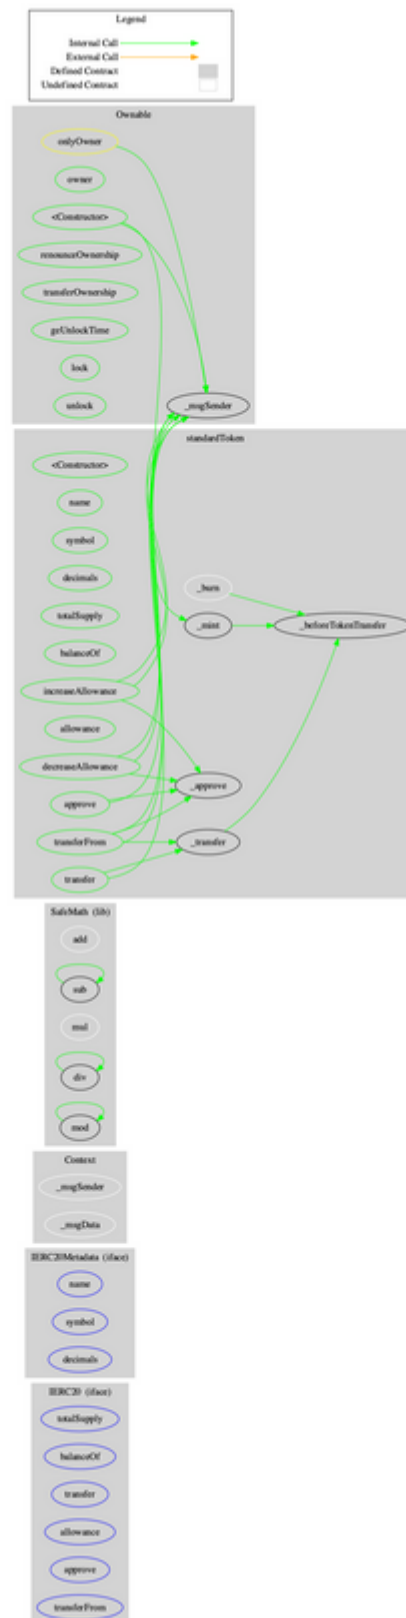 Legend
Internal Call
External Call
Defined Contract
Undefined Contract
Ownable
onlyOwner
owner
<Constructor>
renounceOwnership
transferOwnership
geUnlockTime
lock
unlock
_msgSender
standardToken
<Constructor>
name
symbol
decimals
totalSupply
_burn
_mint
_beforeTokenTransfer
balanceOf
increaseAllowance
allowance
decreaseAllowance
_approve
approve
transferFrom
_transfer
transfer
SafeMath (lib)
add
sub
mul
div
mod
Context
_msgSender
_msgData
IERC20Metadata (iface)
name
symbol
decimals
IERC20 (iface)
totalSupply
balanceOf
transfer
allowance
approve
transferFrom